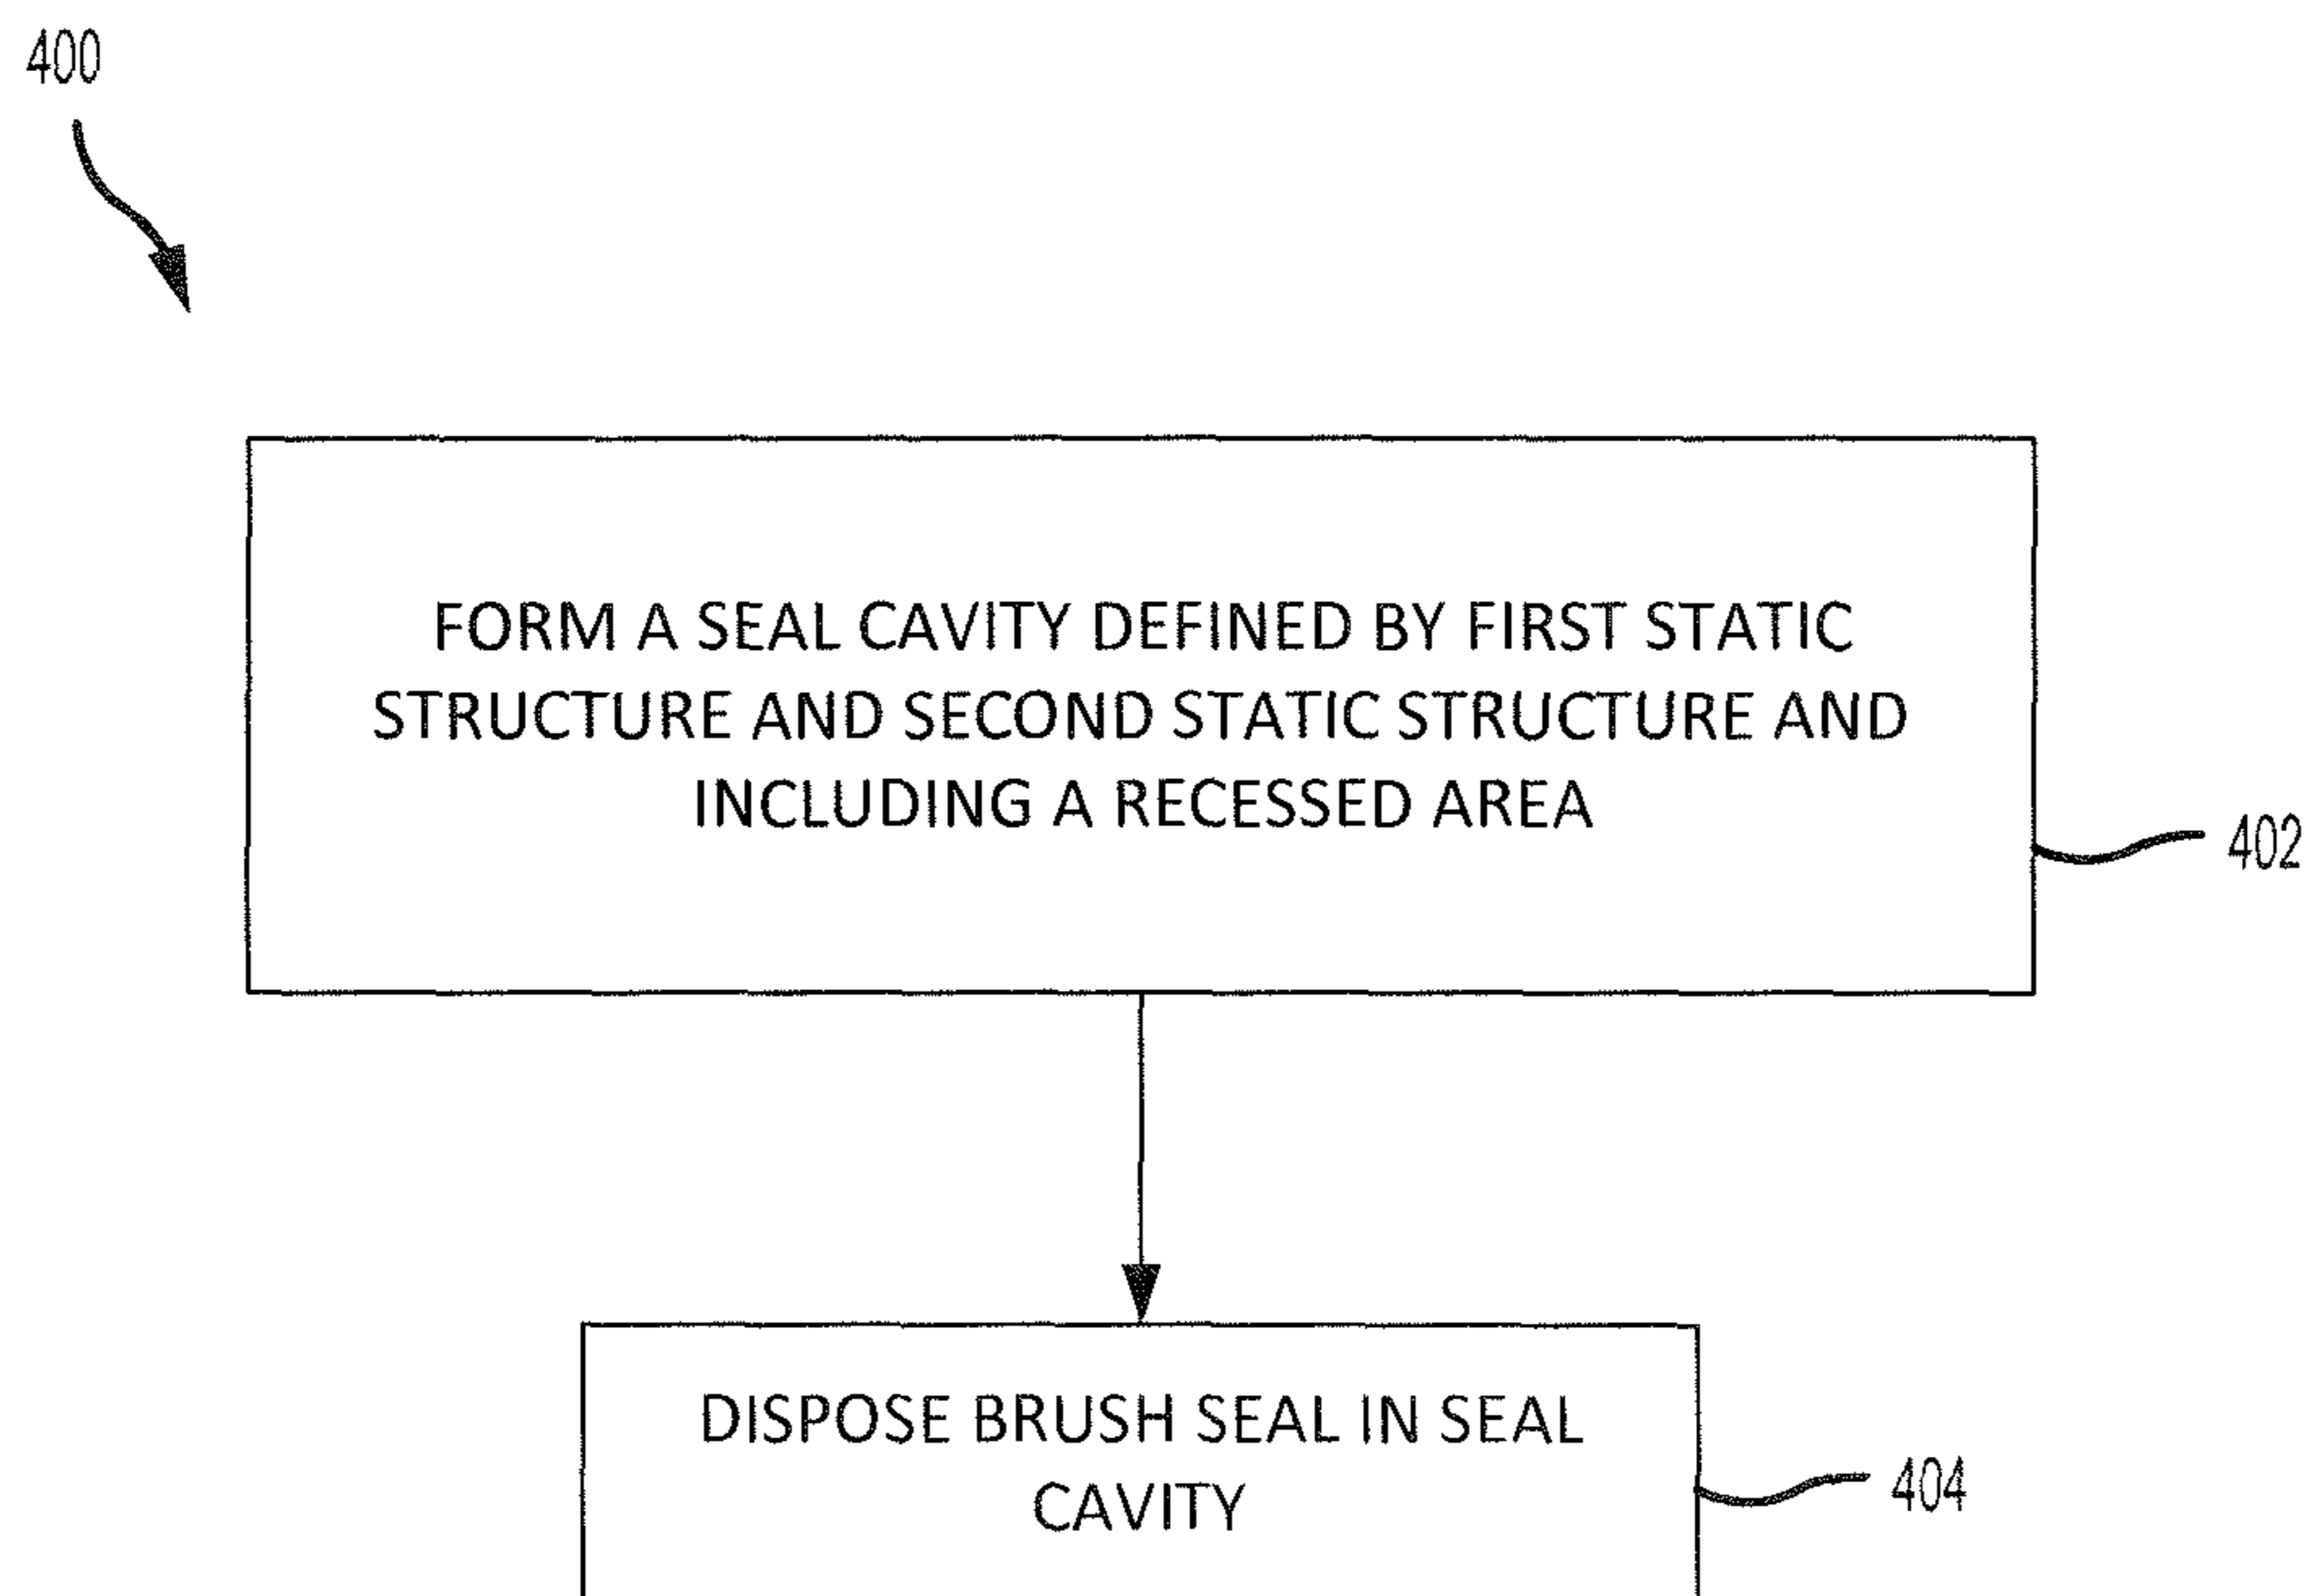 400
FORM A SEAL CAVITY DEFINED BY FIRST STATIC
STRUCTURE AND SECOND STATIC STRUCTURE AND
INCLUDING A RECESSED AREA
402
DISPOSE BRUSH SEAL IN SEAL
CAVITY
404